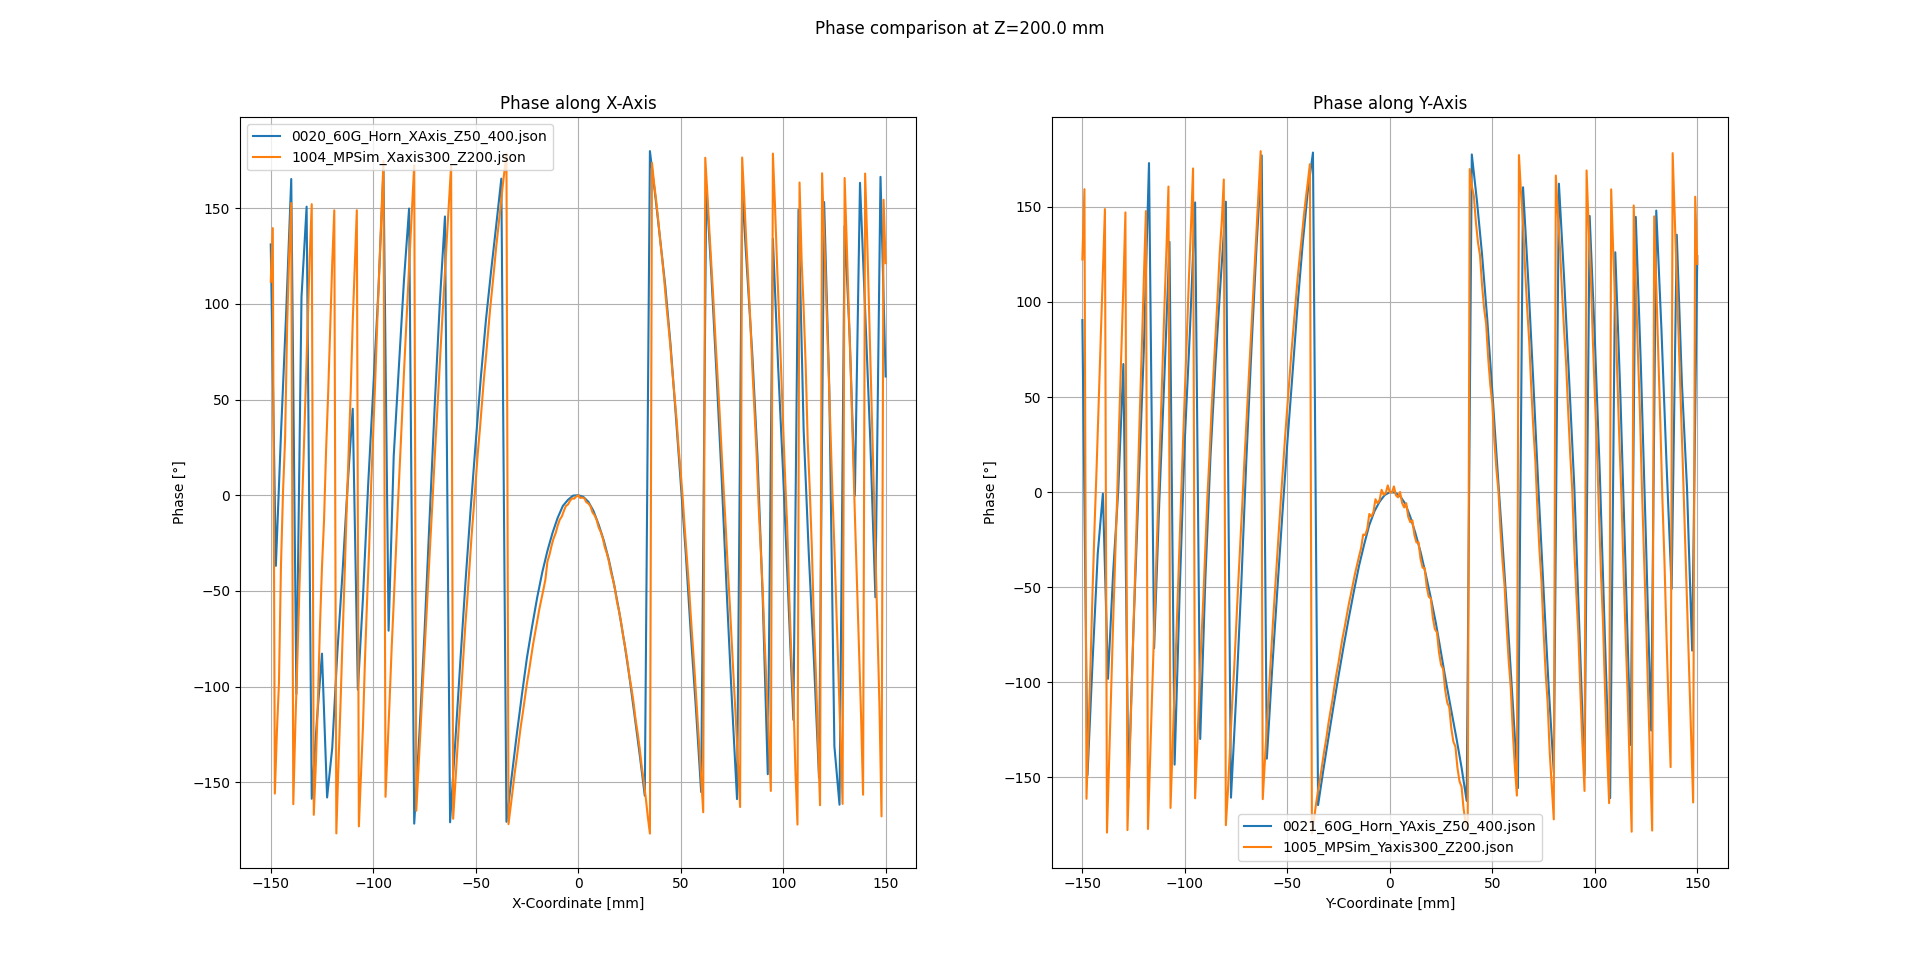 Phase comparison at Z=200.0 mm
Phase along X-Axis
0020_60G_Horn_XAxis_Z50_400.json
1004_MPSim_Xaxis300_Z200.json
150
100
50
0
−50
−100
−150
Phase [°]
−150 −100 −50 0 50 100 150
X-Coordinate [mm]
Phase along Y-Axis
150
100
50
0
−50
−100
−150
Phase [°]
0021_60G_Horn_YAxis_Z50_400.json
1005_MPSim_Yaxis300_Z200.json
−150 −100 −50 0 50 100 150
Y-Coordinate [mm]